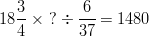 18 3/4 × ? ÷ 6/37 = 1480